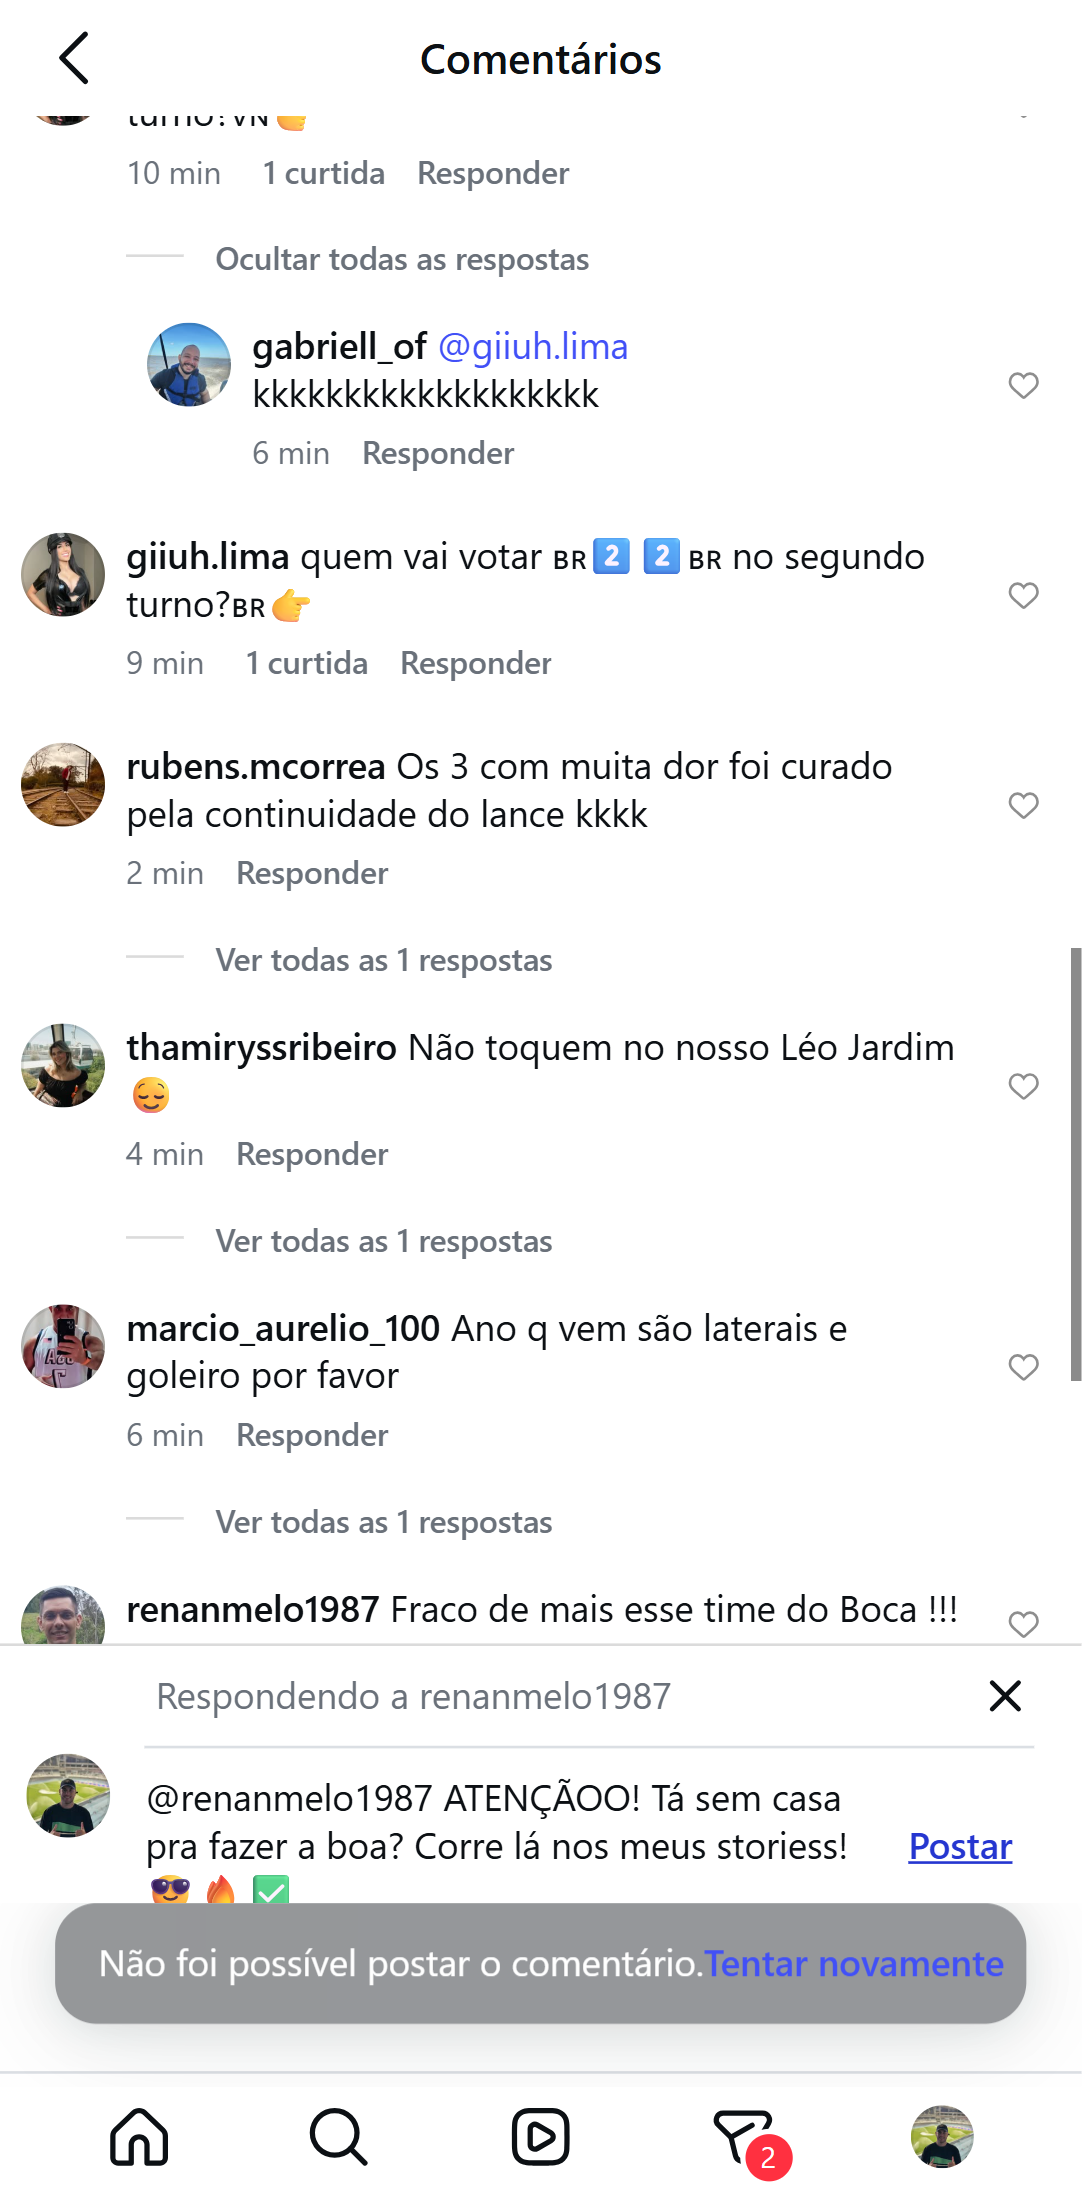 Comentários
turno?VN👉
10 min 1 curtida Responder
Ocultar todas as respostas
gabriell_of @giiuh.lima
kkkkkkkkkkkkkkkkkkk
6 min Responder
giiuh.lima quem vai votar BR2️⃣ 2️⃣BR no segundo
turno?BR👉
9 min 1 curtida Responder
rubens.mcorrea Os 3 com muita dor foi curado
pela continuidade do lance kkkk
2 min Responder
Ver todas as 1 respostas
thamiryssribeiro Não toquem no nosso Léo Jardim
😌
4 min Responder
Ver todas as 1 respostas
marcio_aurelio_100 Ano q vem são laterais e
goleiro por favor
6 min Responder
Ver todas as 1 respostas
renanmelo1987 Fraco de mais esse time do Boca !!!
Respondendo a renanmelo1987
@renanmelo1987 ATENÇÃOO! Tá sem casa
pra fazer a boa? Corre lá nos meus storiess!
😎🔥✅
Postar
Não foi possível postar o comentário.Tentar novamente
2